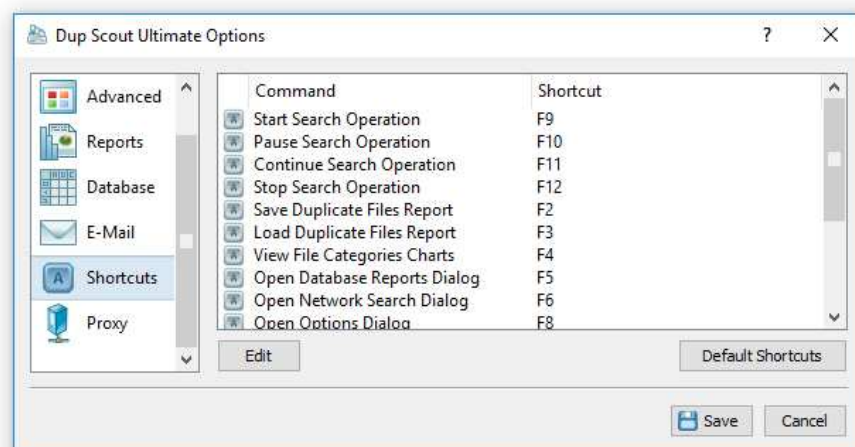 Dup Scout Ultimate Options
Advanced
Reports
Database
E-Mail
Shortcuts
Proxy
Command Shortcut
Start Search Operation F9
Pause Search Operation F10
Continue Search Operation F11
Stop Search Operation F12
Save Duplicate Files Report F2
Load Duplicate Files Report F3
View File Categories Charts F4
Open Database Reports Dialog F5
Open Network Search Dialog F6
Open Options Dialog F8
Edit Default Shortcuts
Save Cancel